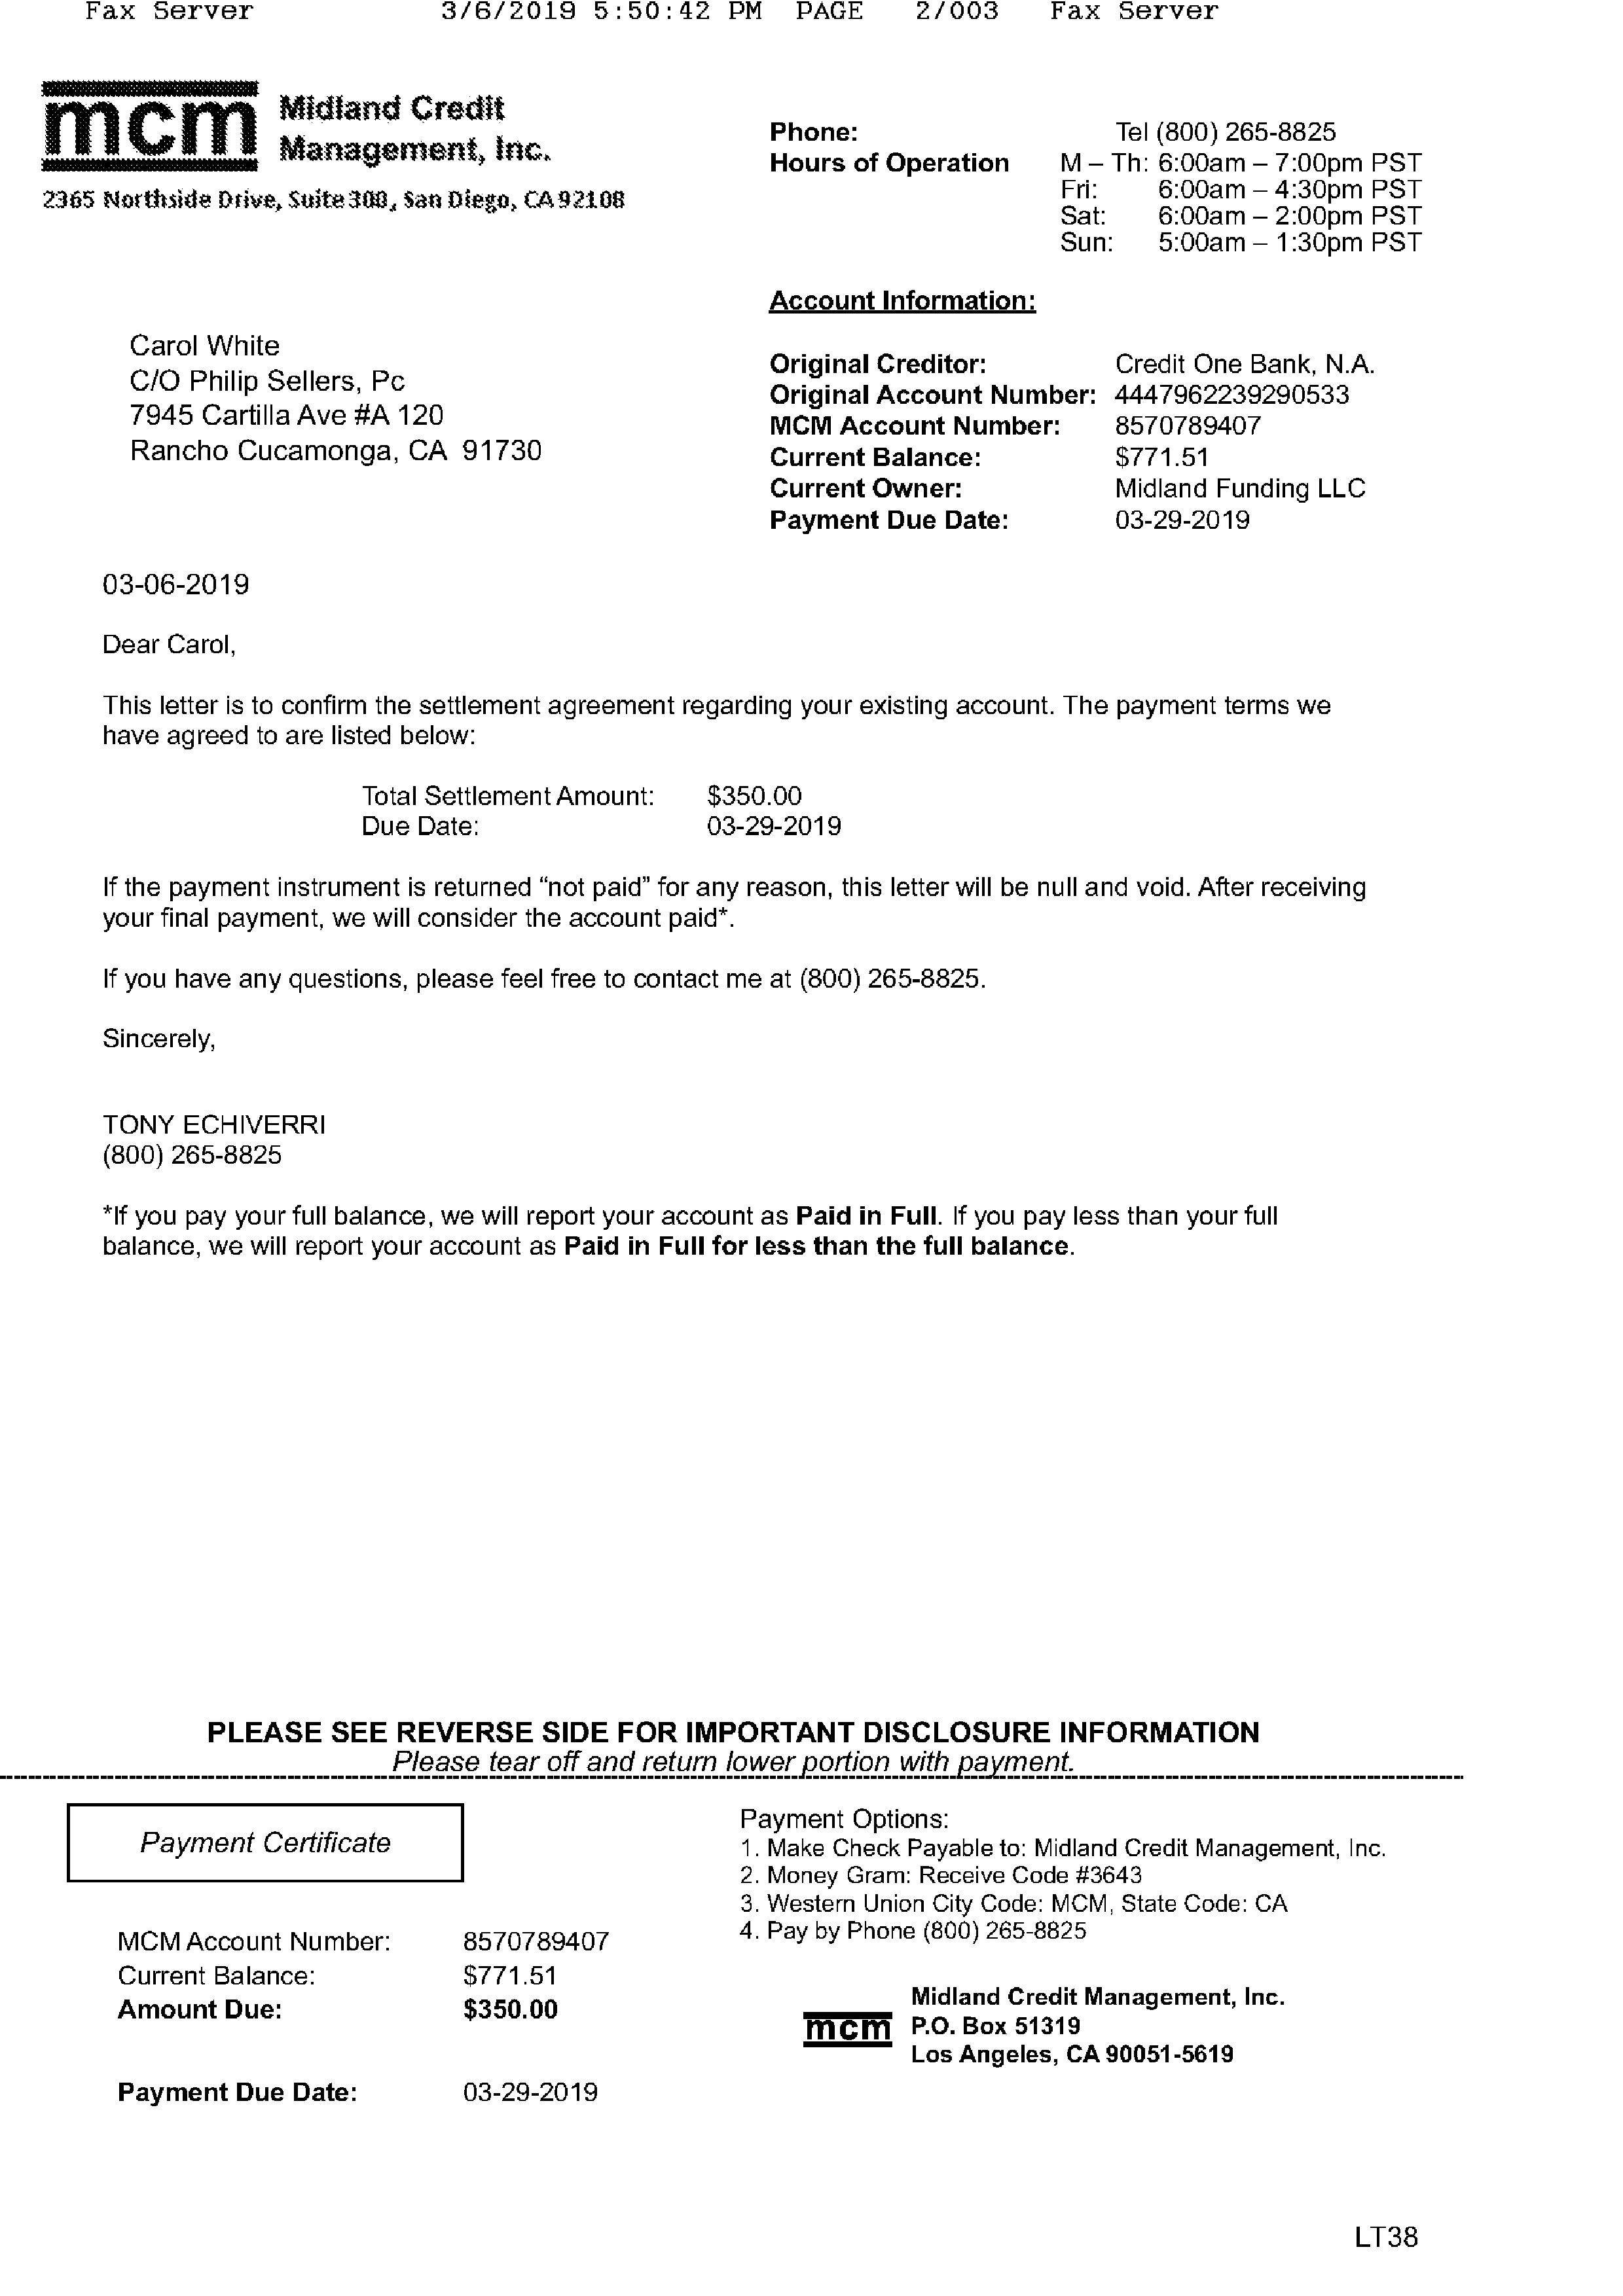 Fax Server 3/6/2019 5:50:42 PM PAGE 2/003 Fax Server
mcm Midland Credit
Management, Inc.
2365 Northside Drive, Suite 300, San Diego, CA 92108
Phone: Tel (800) 265-8825
Hours of Operation M – Th: 6:00am – 7:00pm PST
Fri: 6:00am – 4:30pm PST
Sat: 6:00am – 2:00pm PST
Sun: 5:00am – 1:30pm PST
Account Information:
Carol White
C/O Philip Sellers, Pc
7945 Cartilla Ave #A 120
Rancho Cucamonga, CA 91730
Original Creditor: Credit One Bank, N.A.
Original Account Number: 4447962239290533
MCM Account Number: 8570789407
Current Balance: $771.51
Current Owner: Midland Funding LLC
Payment Due Date: 03-29-2019
03-06-2019
Dear Carol,
This letter is to confirm the settlement agreement regarding your existing account. The payment terms we
have agreed to are listed below:
Total Settlement Amount: $350.00
Due Date: 03-29-2019
If the payment instrument is returned “not paid” for any reason, this letter will be null and void. After receiving
your final payment, we will consider the account paid*.
If you have any questions, please feel free to contact me at (800) 265-8825.
Sincerely,
TONY ECHIVERRI
(800) 265-8825
*If you pay your full balance, we will report your account as Paid in Full. If you pay less than your full
balance, we will report your account as Paid in Full for less than the full balance.
PLEASE SEE REVERSE SIDE FOR IMPORTANT DISCLOSURE INFORMATION
Please tear off and return lower portion with payment.
Payment Certificate
MCM Account Number: 8570789407
Current Balance: $771.51
Amount Due: $350.00
Payment Due Date: 03-29-2019
Payment Options:
1. Make Check Payable to: Midland Credit Management, Inc.
2. Money Gram: Receive Code #3643
3. Western Union City Code: MCM, State Code: CA
4. Pay by Phone (800) 265-8825
mcm
Midland Credit Management, Inc.
P.O. Box 51319
Los Angeles, CA 90051-5619
LT38